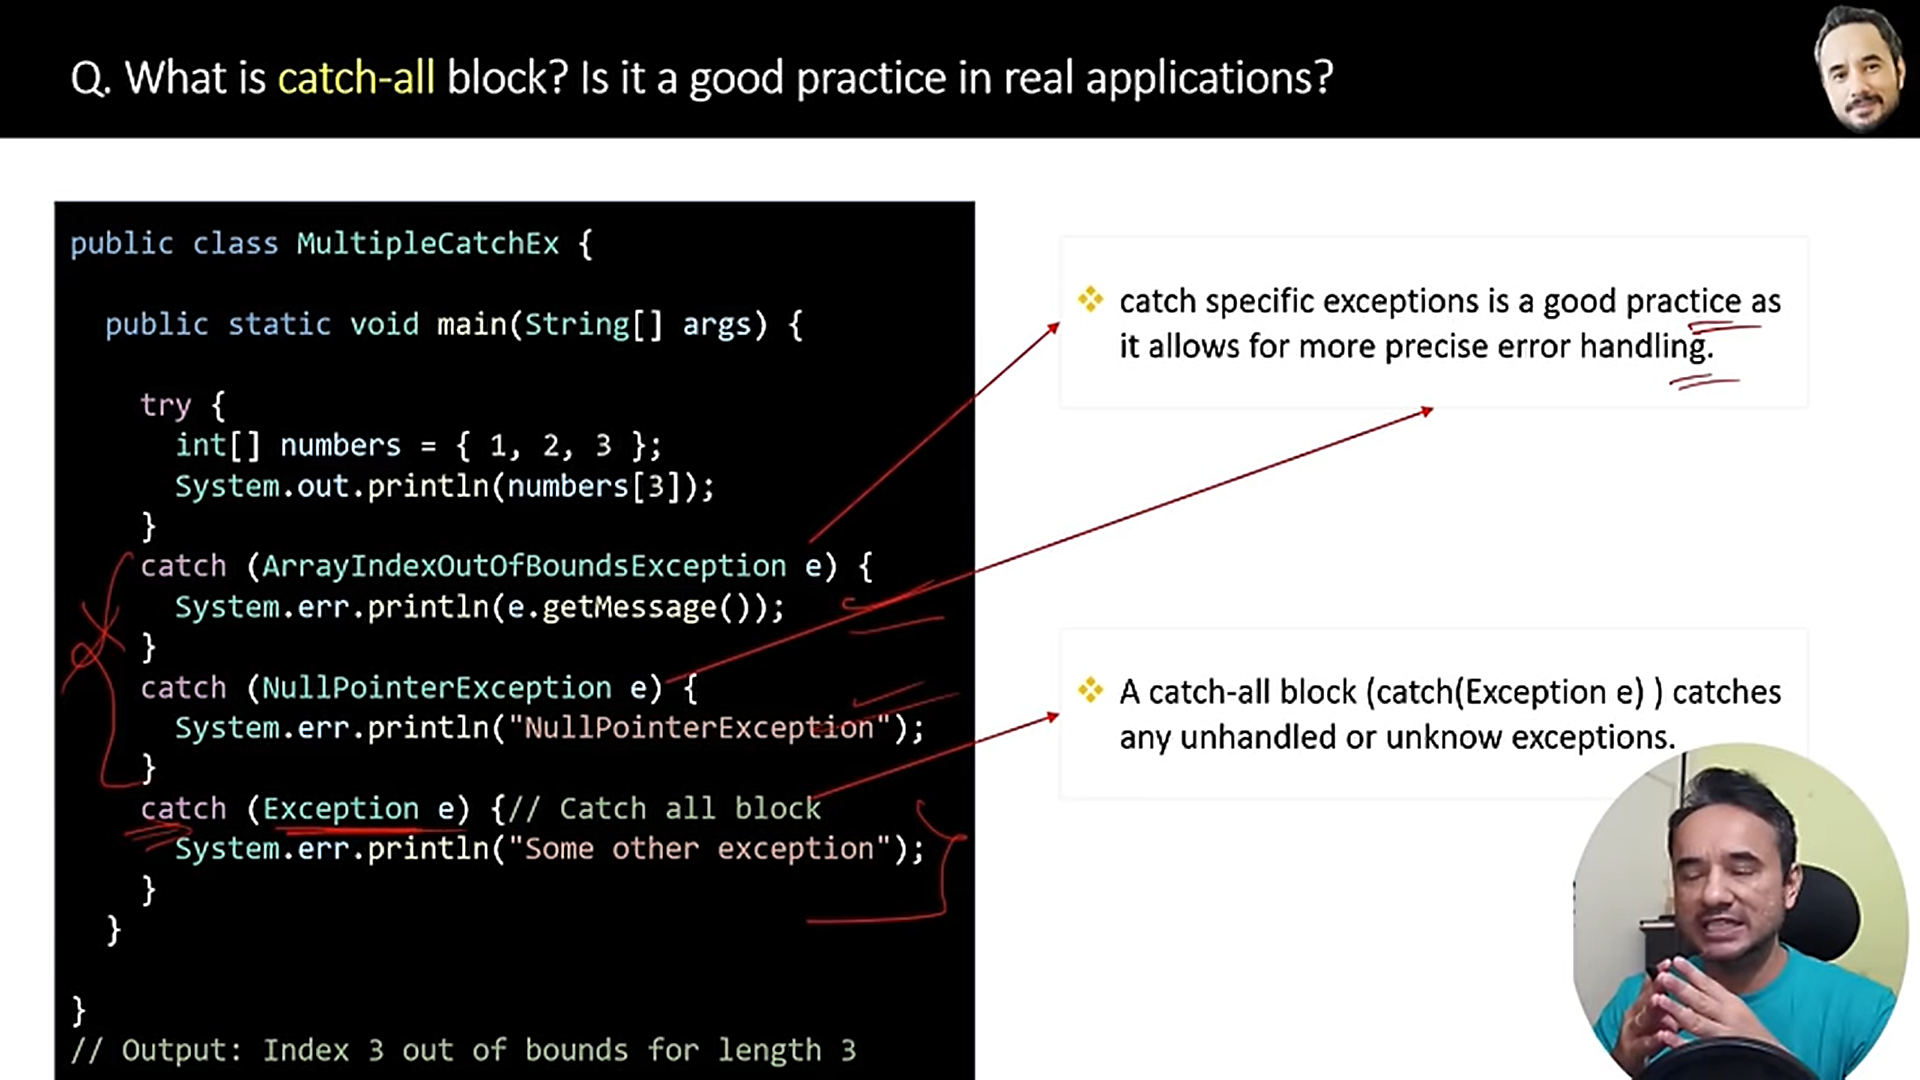 Q. What is catch-all block? Is it a good practice in real applications?
public class MultipleCatchEx {
public static void main(String[] args) {
try {
int[] numbers = { 1, 2, 3 };
System.out.println(numbers[3]);
}
catch (ArrayIndexOutOfBoundsException e) {
System.err.println(e.getMessage());
}
catch (NullPointerException e) {
System.err.println("NullPointerException");
}
catch (Exception e) {// Catch all block
System.err.println("Some other exception");
}
}
}
// Output: Index 3 out of bounds for length 3
catch specific exceptions is a good practice as
it allows for more precise error handling.
A catch-all block (catch(Exception e) ) catches
any unhandled or unknow exceptions.